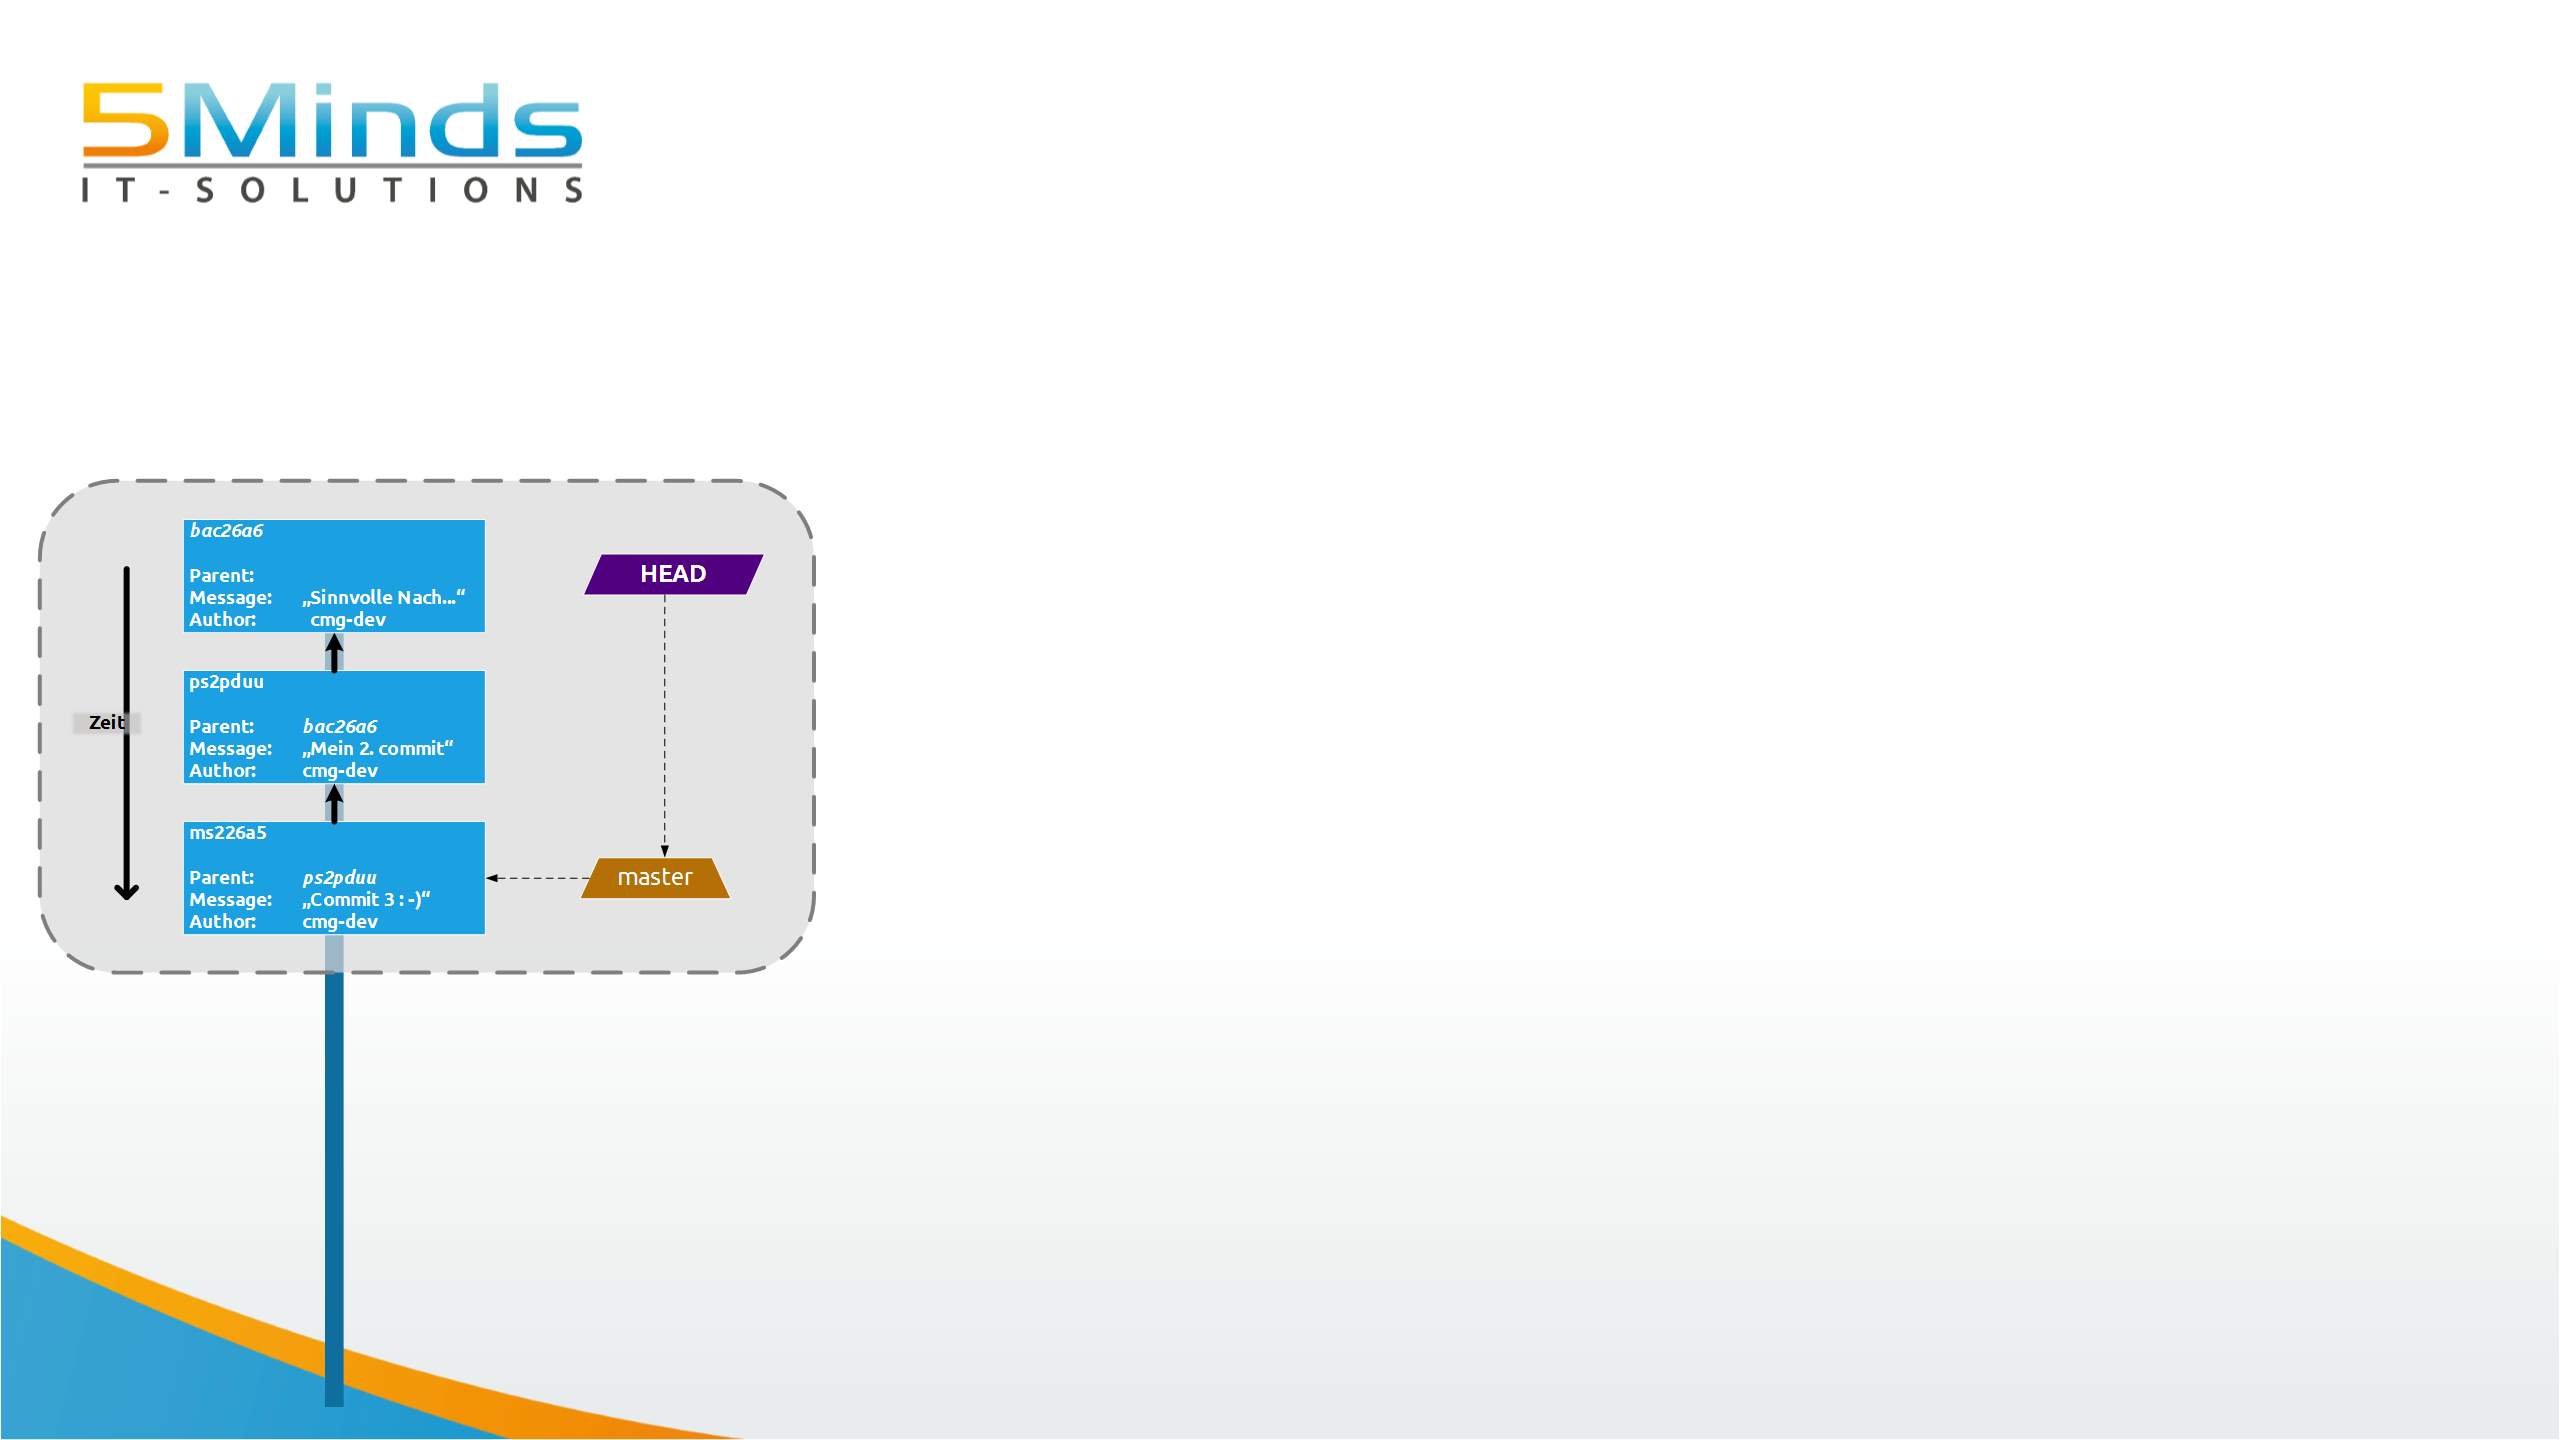 5Minds
IT-SOLUTIONS
bac26a6
Parent:
Message: „Sinnvolle Nach...“
Author: cmg-dev
HEAD
ps2pduu
Zeit
Parent: bac26a6
Message: „Mein 2. commit“
Author: cmg-dev
ms226a5
Parent: ps2pduu
Message: „Commit 3 : -)“
Author: cmg-dev
master